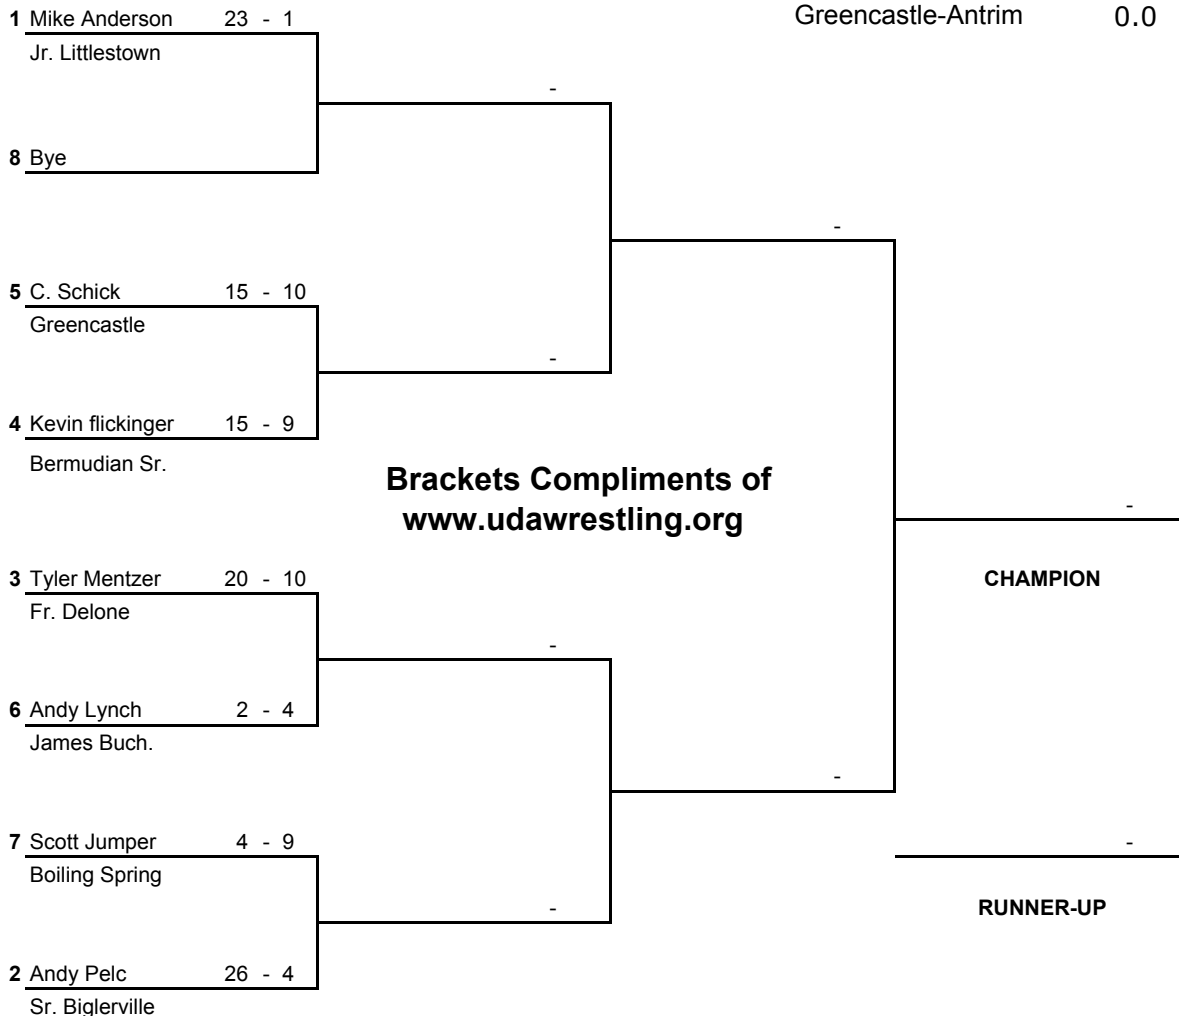 1 Mike Anderson 23 - 1
Greencastle-Antrim 0.0
Jr. Littlestown
-
8 Bye
-
5 C. Schick 15 - 10
Greencastle
-
4 Kevin flickinger 15 - 9
Bermudian Sr.
Brackets Compliments of
www.udawrestling.org
-
3 Tyler Mentzer 20 - 10
CHAMPION
Fr. Delone
-
6 Andy Lynch 2 - 4
James Buch.
-
7 Scott Jumper 4 - 9
-
Boiling Spring
-
RUNNER-UP
2 Andy Pelc 26 - 4
Sr. Biglerville